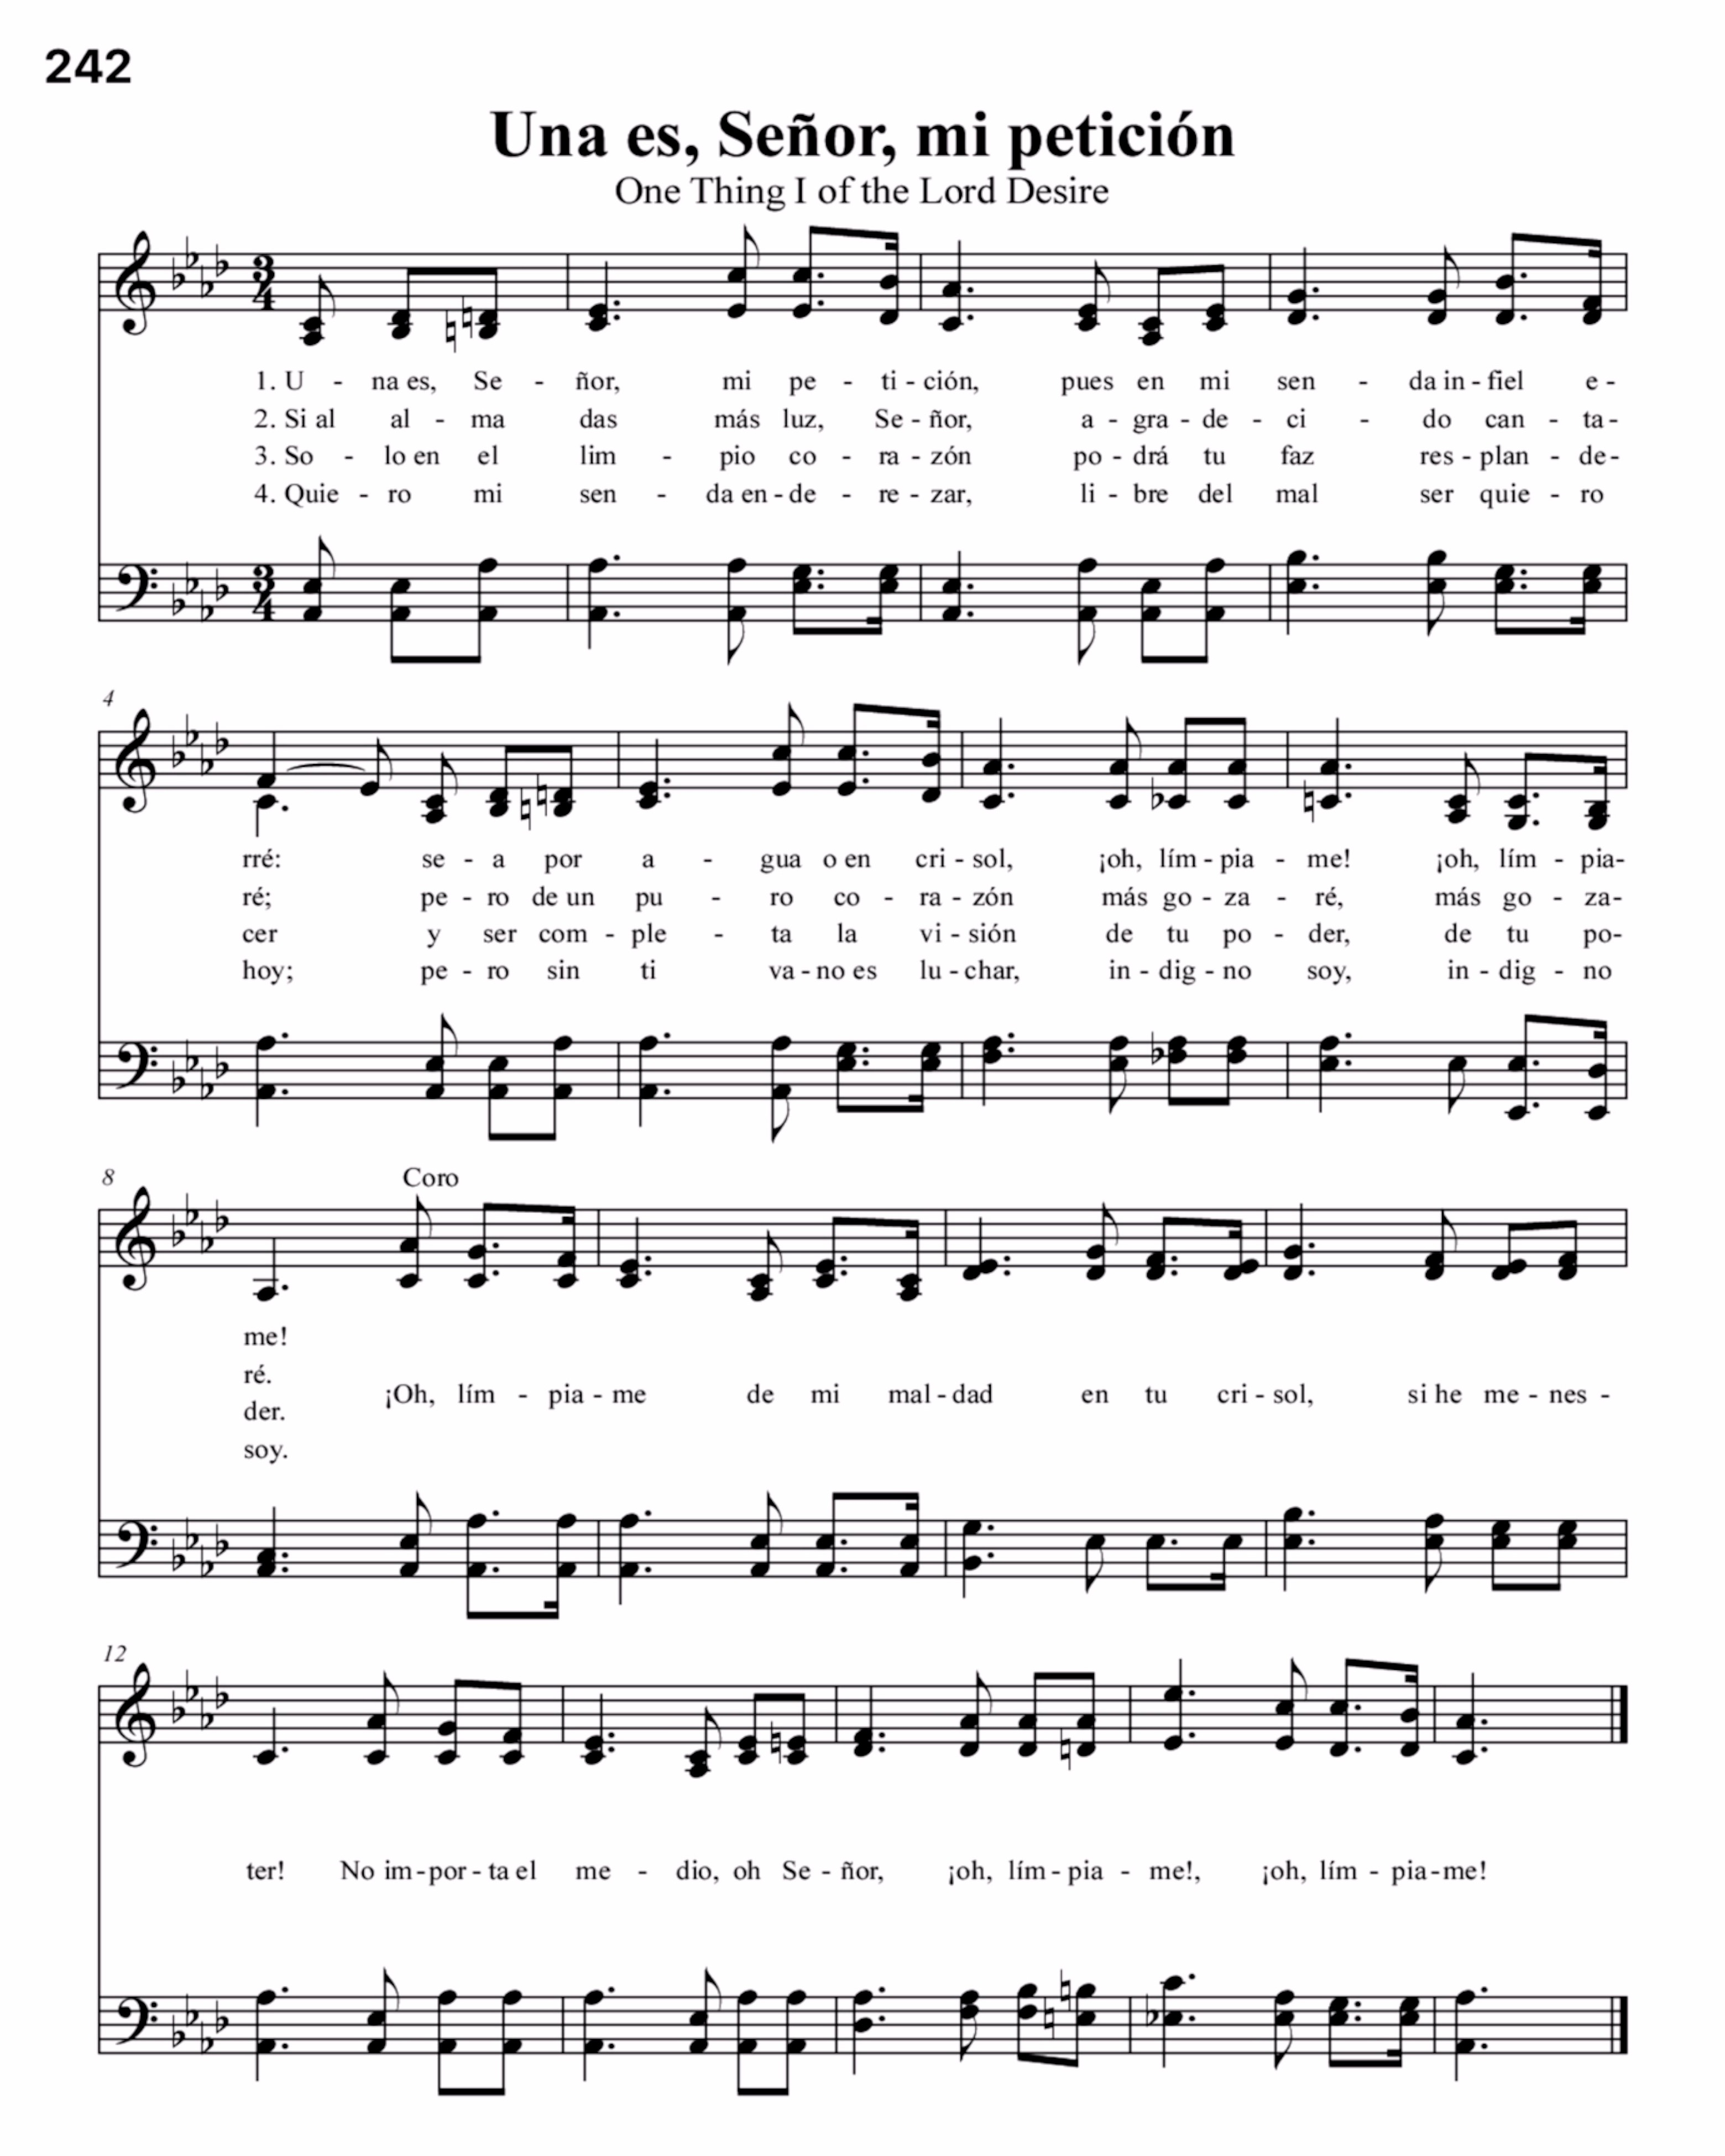 242
Una es, Señor, mi petición
One Thing I of the Lord Desire
3 4
1. U - na es, Se - ñor, mi pe - ti - ción, pues en mi sen - da in - fiel e -
2. Si al al - ma das más luz, Se - ñor, a - gra - de - ci - do can - ta -
3. So - lo en el lim - pio co - ra - zón po - drá tu faz res - plan - de -
4. Quie - ro mi sen - da en - de - re - zar, li - bre del mal ser quie - ro
3 4
4
rré: se - a por a - gua o en cri - sol, ¡oh, lím - pia - me! ¡oh, lím - pia-
ré; pe - ro de un pu - ro co - ra - zón más go - za - ré, más go - za-
cer y ser com - ple - ta la vi - sión de tu po - der, de tu po-
hoy; pe - ro sin ti va - no es lu - char, in - dig - no soy, in - dig - no
8
Coro
me!
ré.
der.
soy.
¡Oh, lím - pia - me de mi mal - dad en tu cri - sol, si he me - nes -
12
ter! No im - por - ta el me - dio, oh Se - ñor, ¡oh, lím - pia - me!, ¡oh, lím - pia - me!